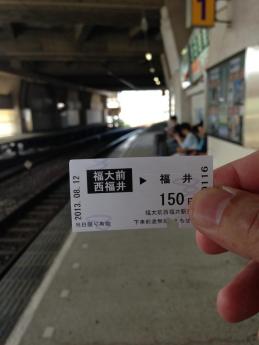 1
2013.08.12
福大前
西福井
▶ 福井
150円
福大前西福井駅
下車前途無効
当日限り有効
0116